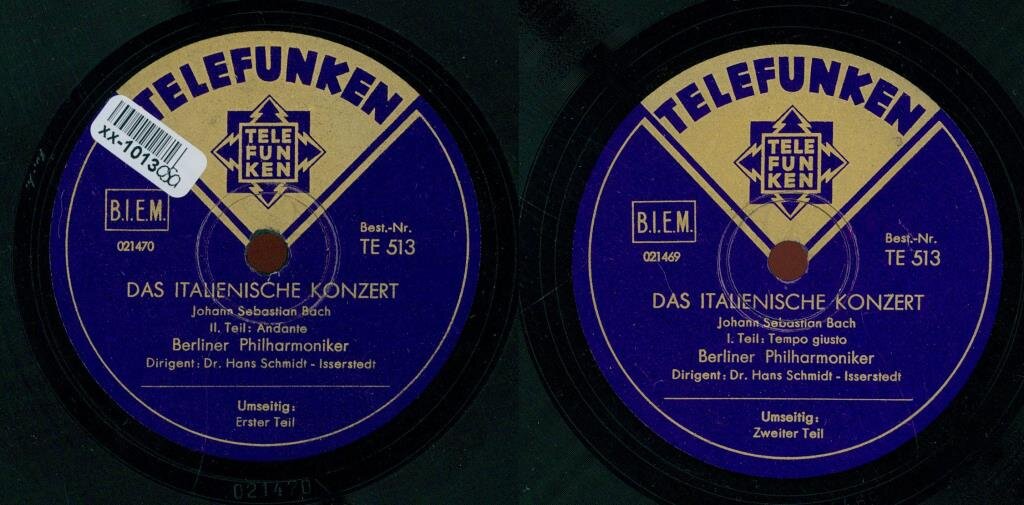 TELEFUNKEN
TELE
FUN
KEN
xx-1013080
B.I.E.M.
021470
Best.-Nr.
TE 513
DAS ITALIENISCHE KONZERT
Johann Sebastian Bach
II. Teil: Andante
Berliner Philharmoniker
Dirigent: Dr. Hans Schmidt - Isserstedt
Umseitig:
Erster Teil
021470
TELEFUNKEN
TELE
FUN
KEN
B.I.E.M.
021469
Best.-Nr.
TE 513
DAS ITALIENISCHE KONZERT
Johann Sebastian Bach
I. Teil: Tempo giusto
Berliner Philharmoniker
Dirigent: Dr. Hans Schmidt - Isserstedt
Umseitig:
Zweiter Teil